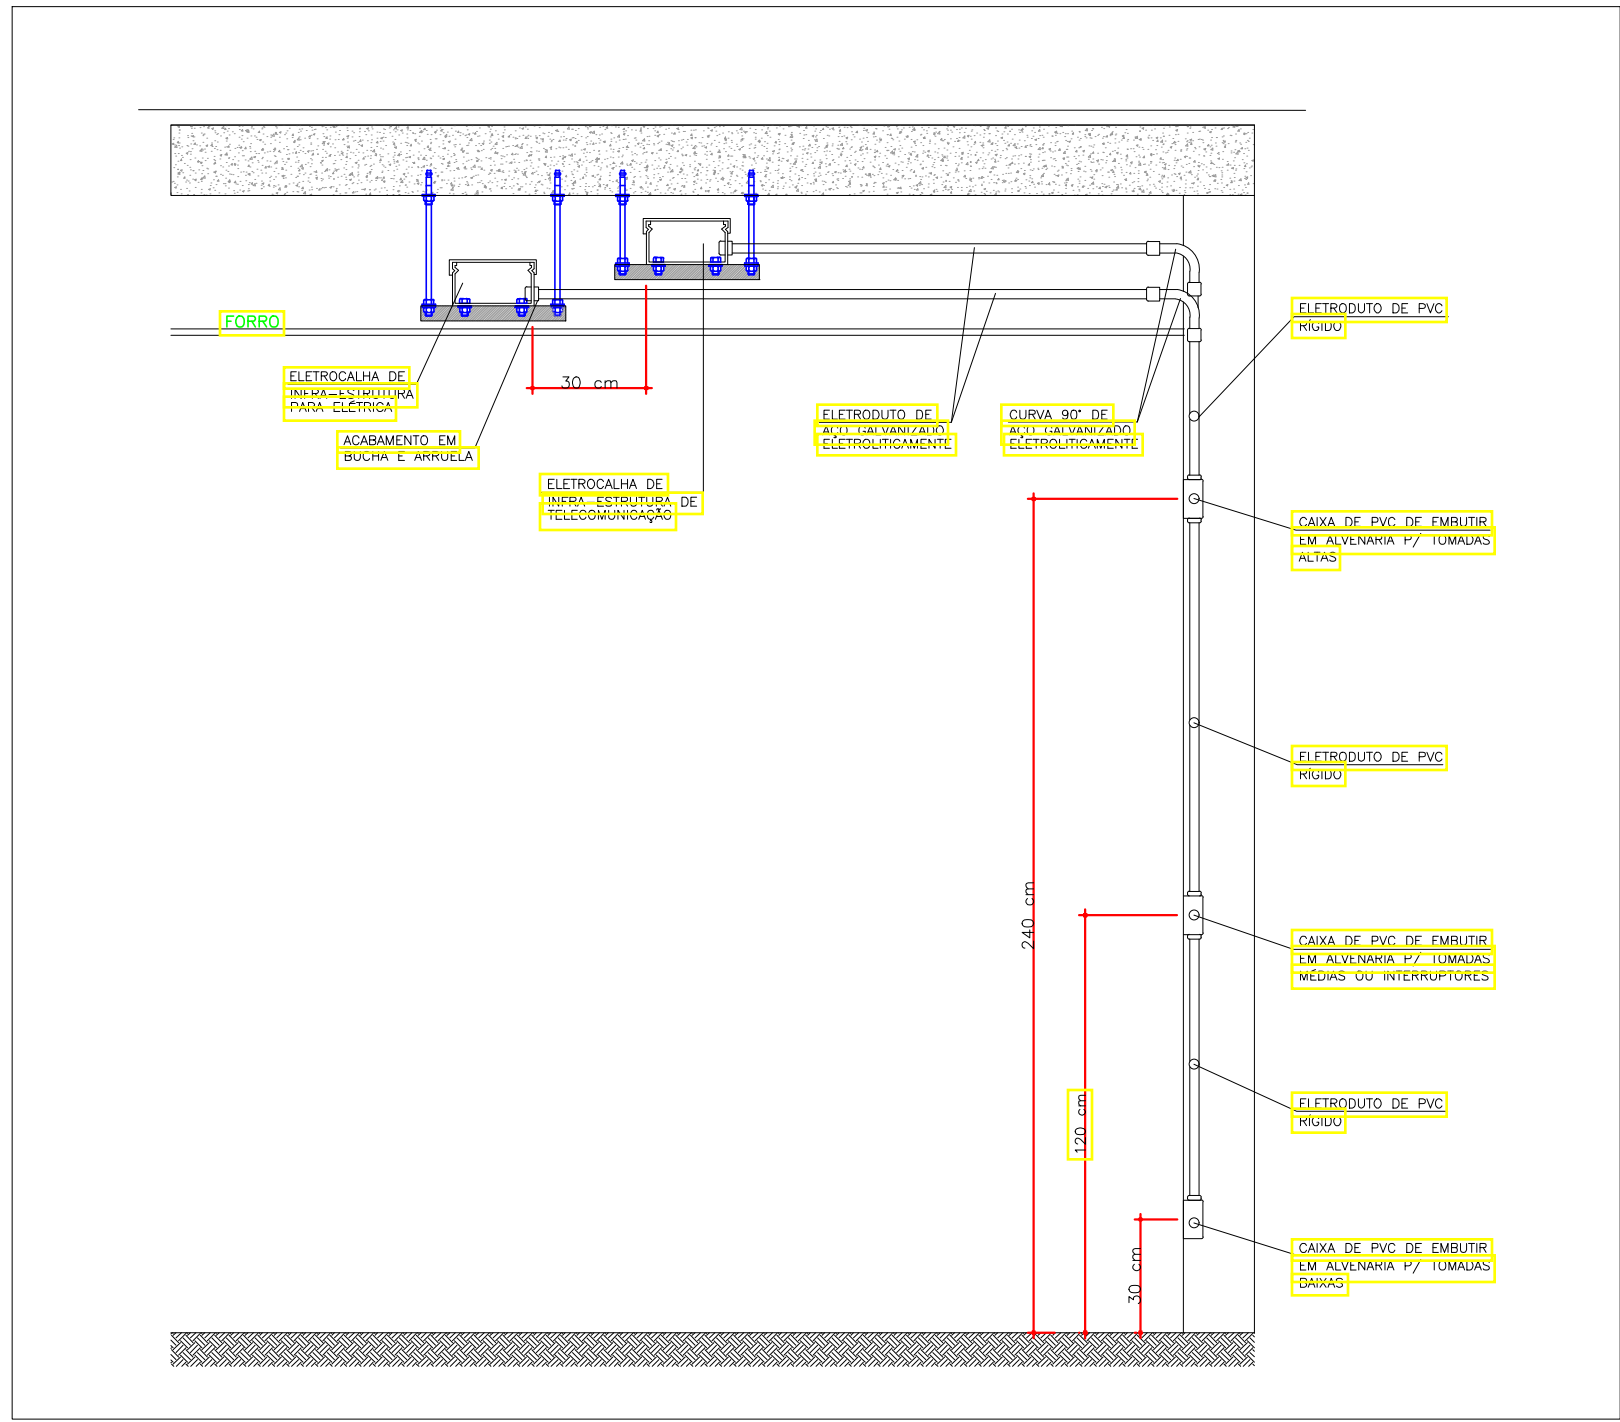 ELETRODUTO DE PVC
RÍGIDO
FORRO
ELETROCALHA DE
INFRA-ESTRUTURA
PARA ELÉTRICA
30 cm
ACABAMENTO EM
BUCHA E ARRUELA
ELETRODUTO DE
AÇO GALVANIZADO
ELETROLITICAMENTE
CURVA 90° DE
AÇO GALVANIZADO
ELETROLITICAMENTE
ELETROCALHA DE
INFRA-ESTRUTURA DE
TELECOMUNICAÇÃO
CAIXA DE PVC DE EMBUTIR
EM ALVENARIA P/ TOMADAS
ALTAS
ELETRODUTO DE PVC
RÍGIDO
240 cm
CAIXA DE PVC DE EMBUTIR
EM ALVENARIA P/ TOMADAS
MÉDIAS OU INTERRUPTORES
120 cm
ELETRODUTO DE PVC
RÍGIDO
30 cm
CAIXA DE PVC DE EMBUTIR
EM ALVENARIA P/ TOMADAS
BAIXAS